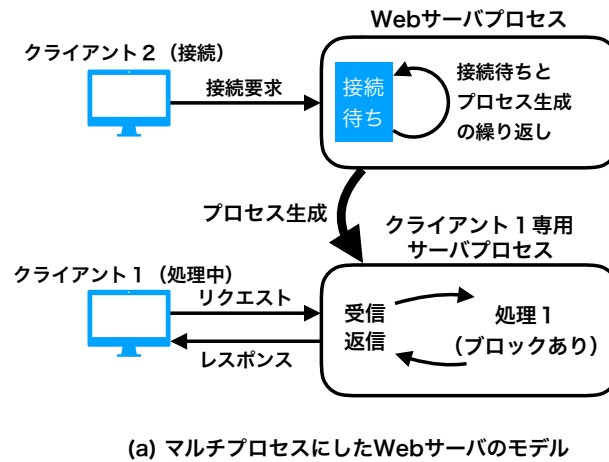 Webサーバプロセス
クライアント２（接続）
接続要求
接続
待ち
接続待ちと
プロセス生成
の繰り返し
プロセス生成
クライアント１専用
サーバプロセス
クライアント１（処理中）
リクエスト
レスポンス
受信
返信
処理１
（ブロックあり）
(a) マルチプロセスにしたWebサーバのモデル